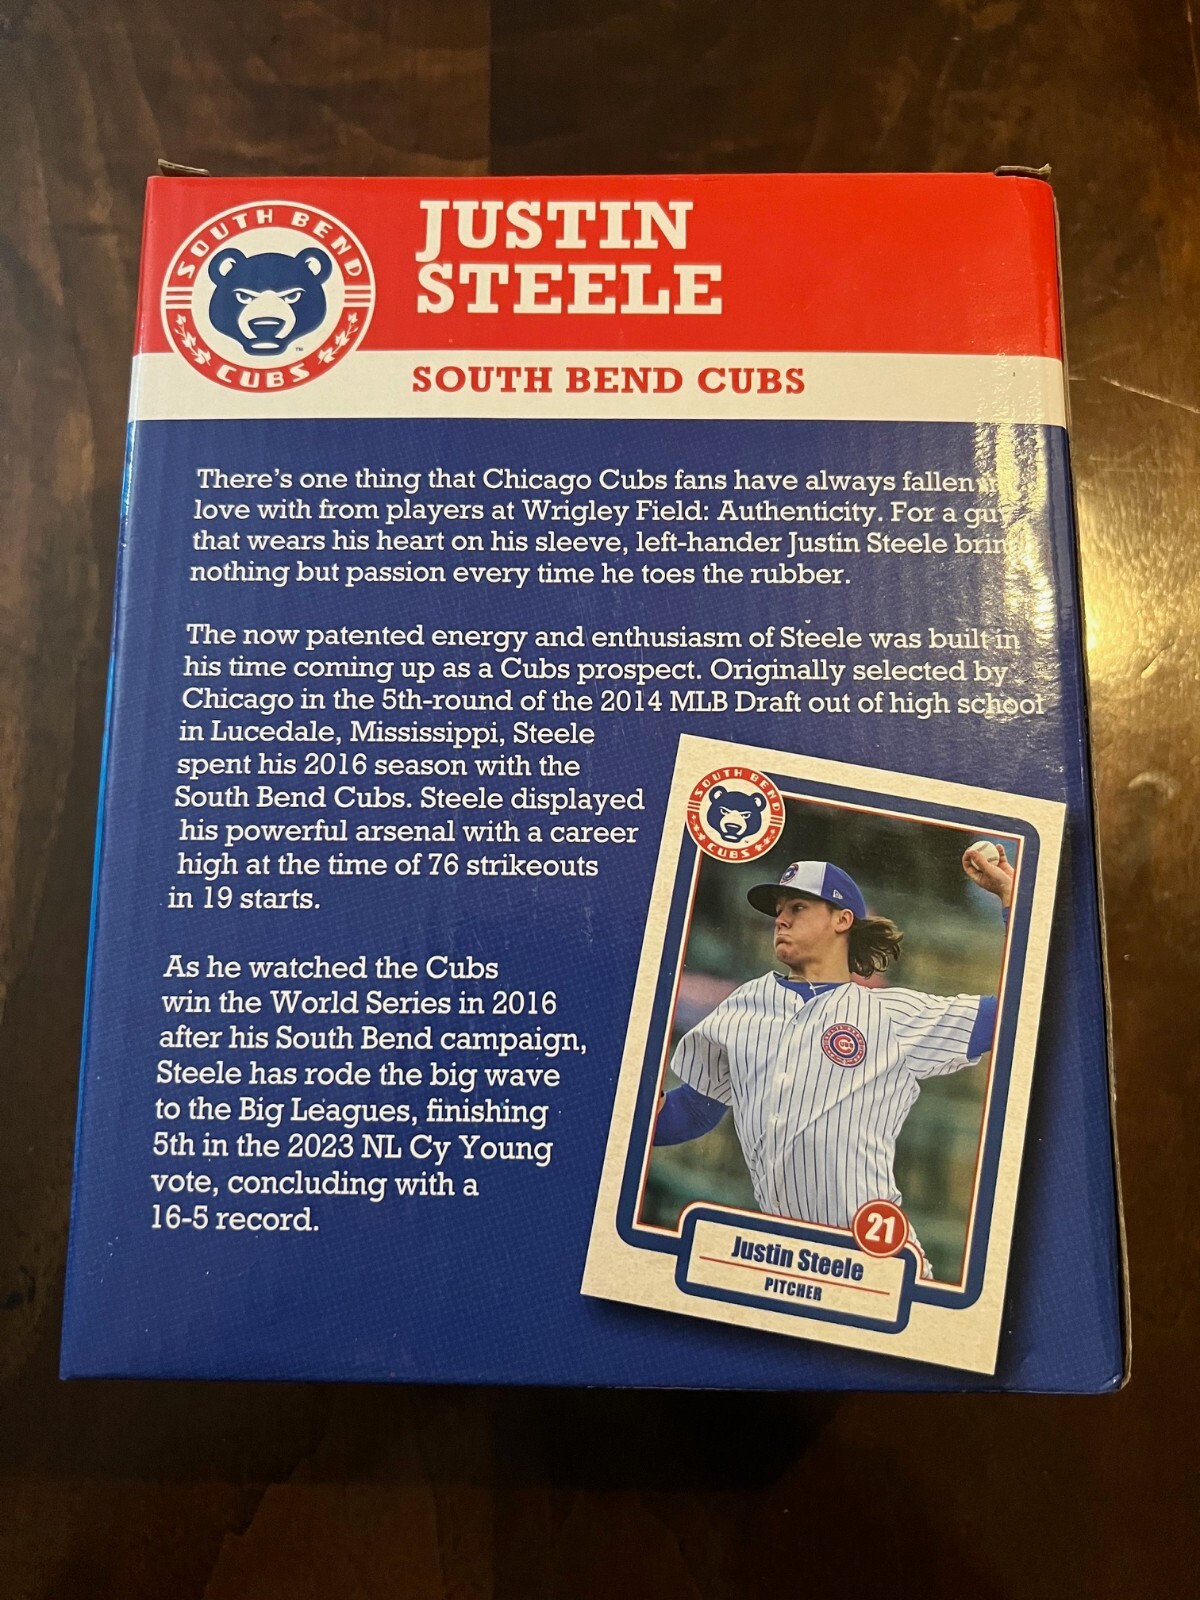 SOUTH BEND
CUBS
TM
JUSTIN
STEELE
SOUTH BEND CUBS
There's one thing that Chicago Cubs fans have always fallen
love with from players at Wrigley Field: Authenticity. For a guy
that wears his heart on his sleeve, left-hander Justin Steele
nothing but passion every time he toes the rubber.
The now patented energy and enthusiasm of Steele was built in
his time coming up as a Cubs prospect. Originally selected by
Chicago in the 5th-round of the 2014 MLB Draft out of high school
in Lucedale, Mississippi, Steele
spent his 2016 season with the
South Bend Cubs. Steele displayed
his powerful arsenal with a career
high at the time of 76 strikeouts
in 19 starts.
As he watched the Cubs
win the World Series in 2016
after his South Bend campaign,
Steele has rode the big wave
to the Big Leagues, finishing
5th in the 2023 NL Cy Young
vote, concluding with a
16-5 record.
SOUTH BEND
CUBS
CUBS
21
Justin Steele
PITCHER